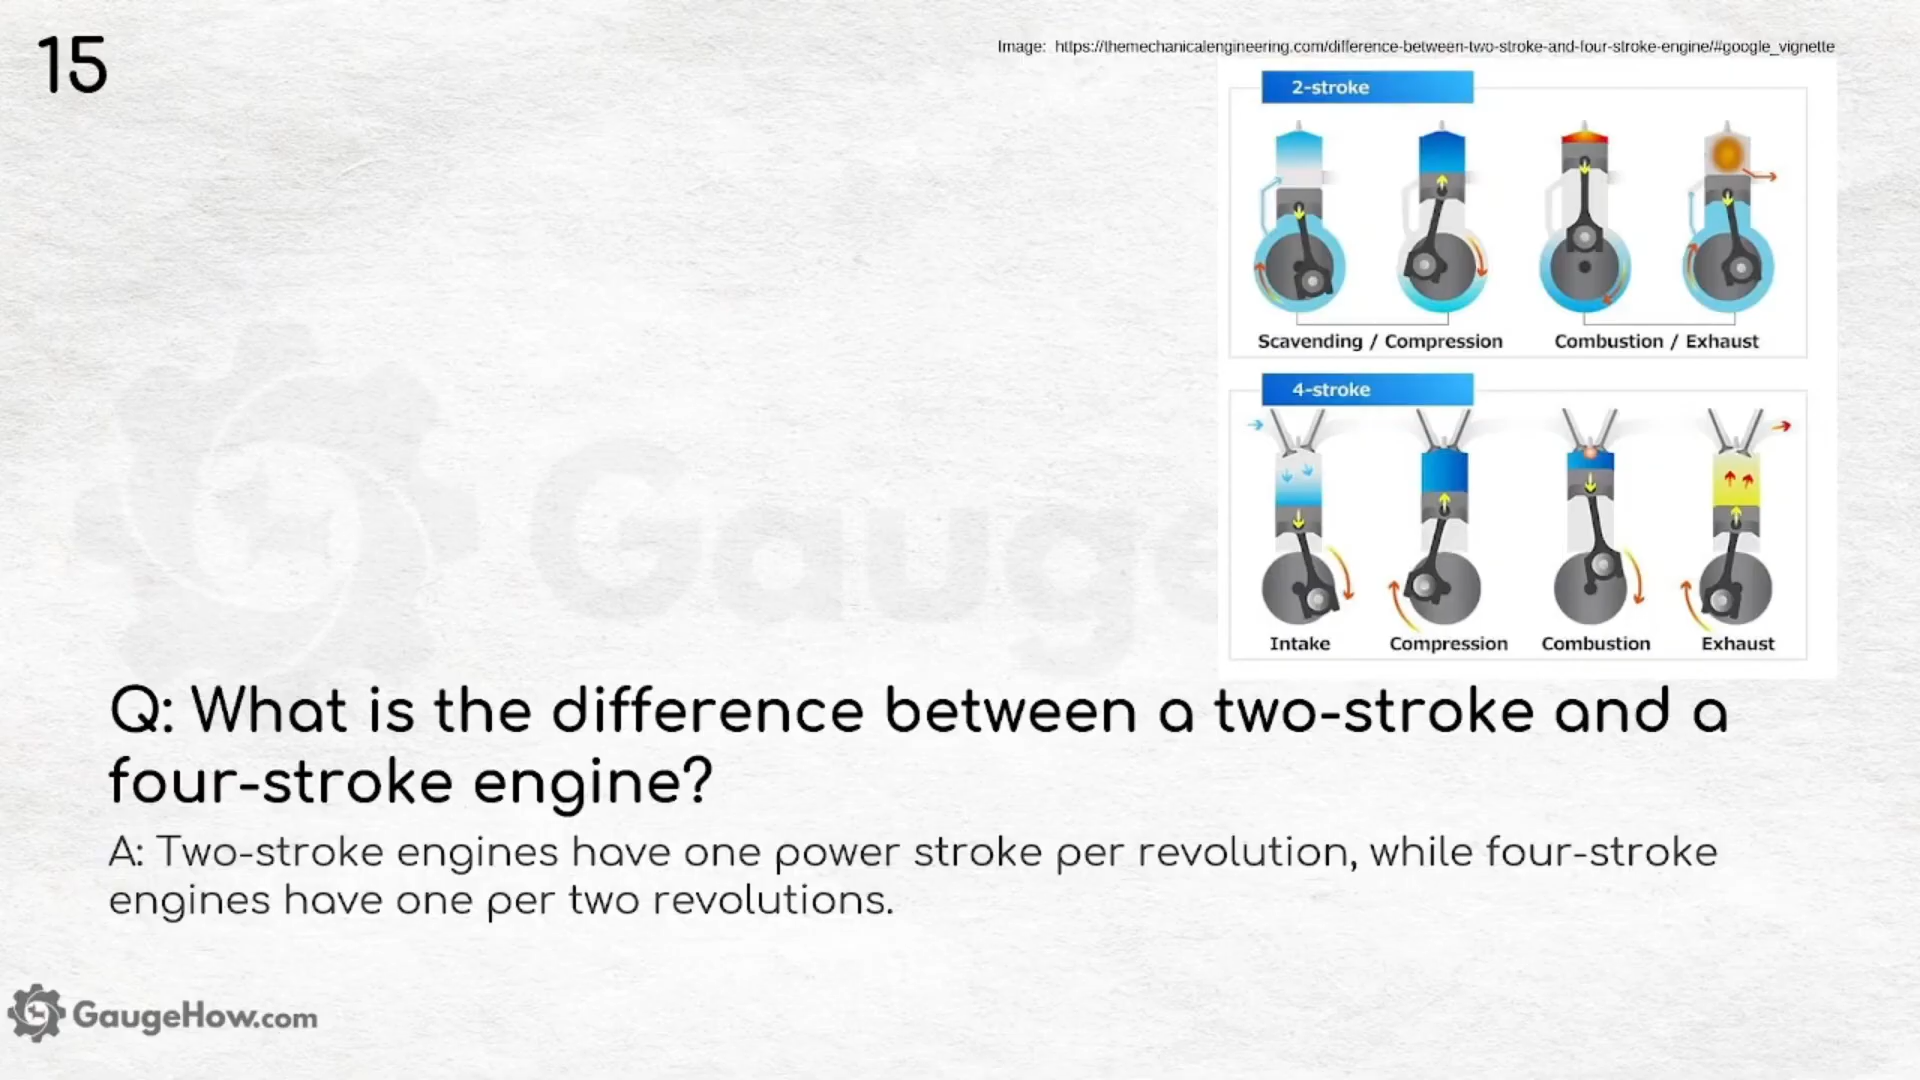 15
Image: https://themechanicalengineering.com/difference-between-two-stroke-and-four-stroke-engine/#google_vignette
2-stroke
Scavending / Compression
Combustion / Exhaust
4-stroke
Intake
Compression
Combustion
Exhaust
Gauge
Q: What is the difference between a two-stroke and a
four-stroke engine?
A: Two-stroke engines have one power stroke per revolution, while four-stroke
engines have one per two revolutions.
GaugeHow.com